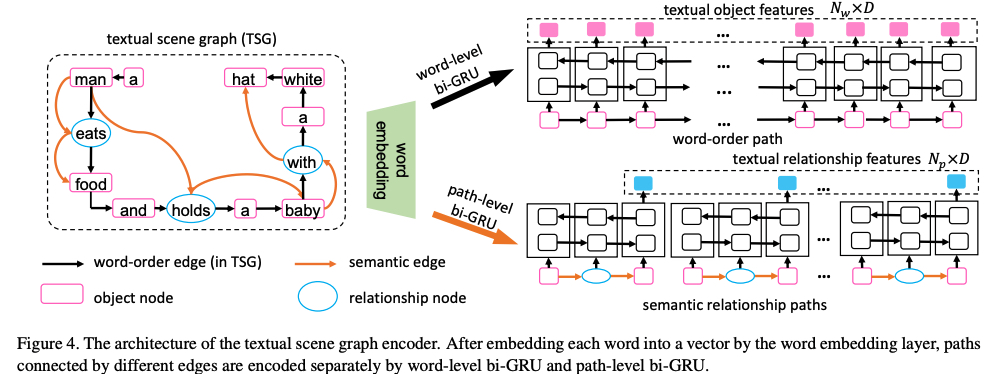 textual scene graph (TSG)
man
a
hat
white
eats
a
with
food
and
holds
a
baby
word-order edge (in TSG)
semantic edge
object node
relationship node
word embedding
word-level
bi-GRU
path-level
bi-GRU
textual object features N_w×D
...
...
...
word-order path
textual relationship features N_p×D
...
...
...
semantic relationship paths
Figure 4. The architecture of the textual scene graph encoder. After embedding each word into a vector by the word embedding layer, paths
connected by different edges are encoded separately by word-level bi-GRU and path-level bi-GRU.